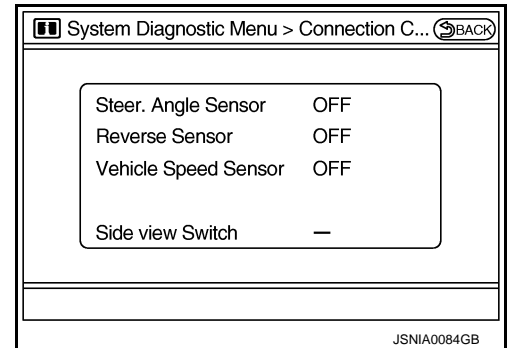 System Diagnostic Menu > Connection C... BACK
Steer. Angle Sensor OFF
Reverse Sensor OFF
Vehicle Speed Sensor OFF
Side view Switch —
JSNIA0084GB